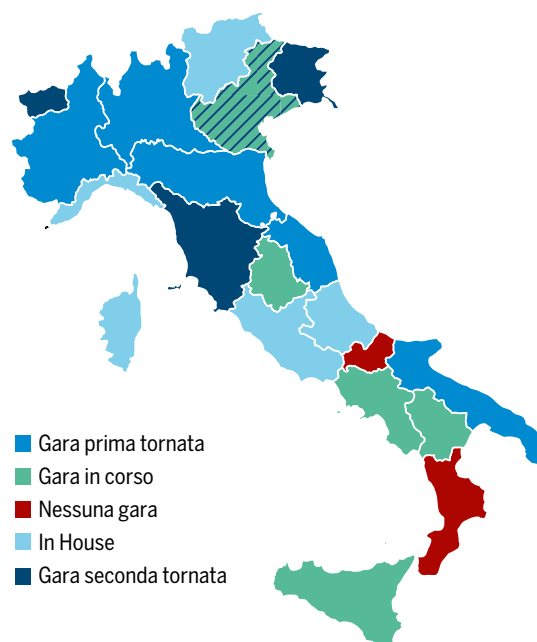 Gara prima tornata
Gara in corso
Nessuna gara
In House
Gara seconda tornata